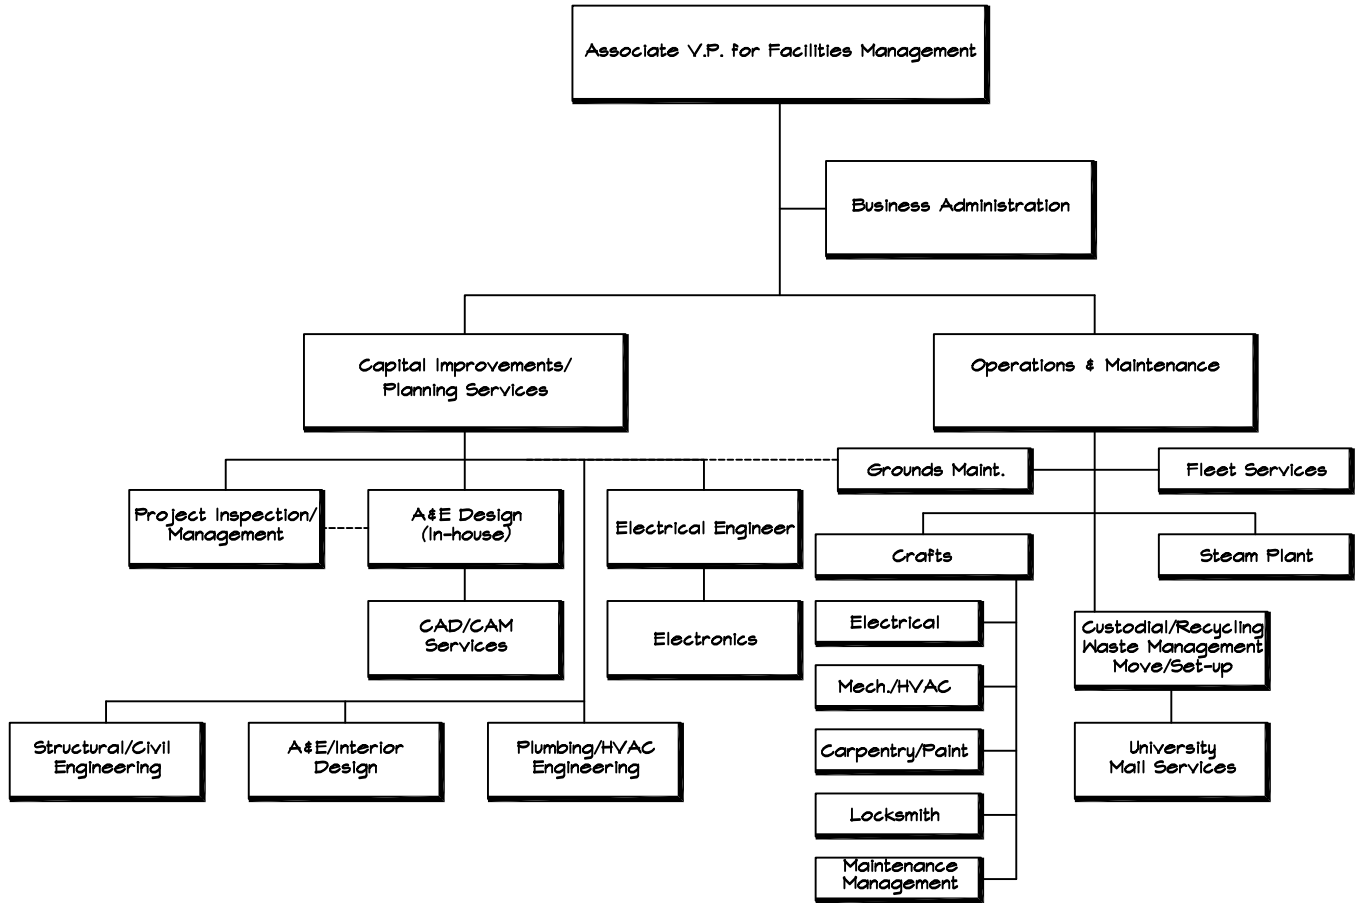 Associate V.P. for Facilities Management
Business Administration
Capital Improvements/
Planning Services
Operations & Maintenance
Grounds Maint.
Fleet Services
Project Inspection/
Management
A&E Design
(In-house)
Electrical Engineer
Crafts
Steam Plant
CAD/CAM
Services
Electronics
Electrical
Custodial/Recycling
Waste Management
Move/Set-up
Mech./HVAC
Structural/Civil
Engineering
A&E/Interior
Design
Plumbing/HVAC
Engineering
Carpentry/Paint
University
Mail Services
Locksmith
Maintenance
Management